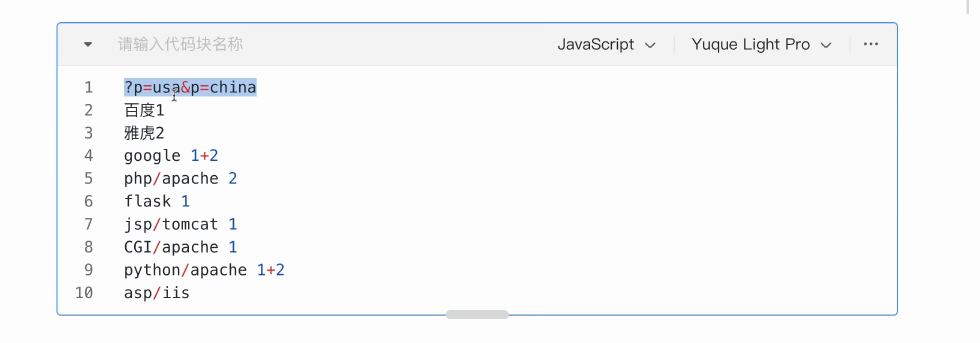 请输入代码块名称 JavaScript Yuque Light Pro ...
1 ?p=usa&p=china
2 百度1
3 雅虎2
4 google 1+2
5 php/apache 2
6 flask 1
7 jsp/tomcat 1
8 CGI/apache 1
9 python/apache 1+2
10 asp/iis